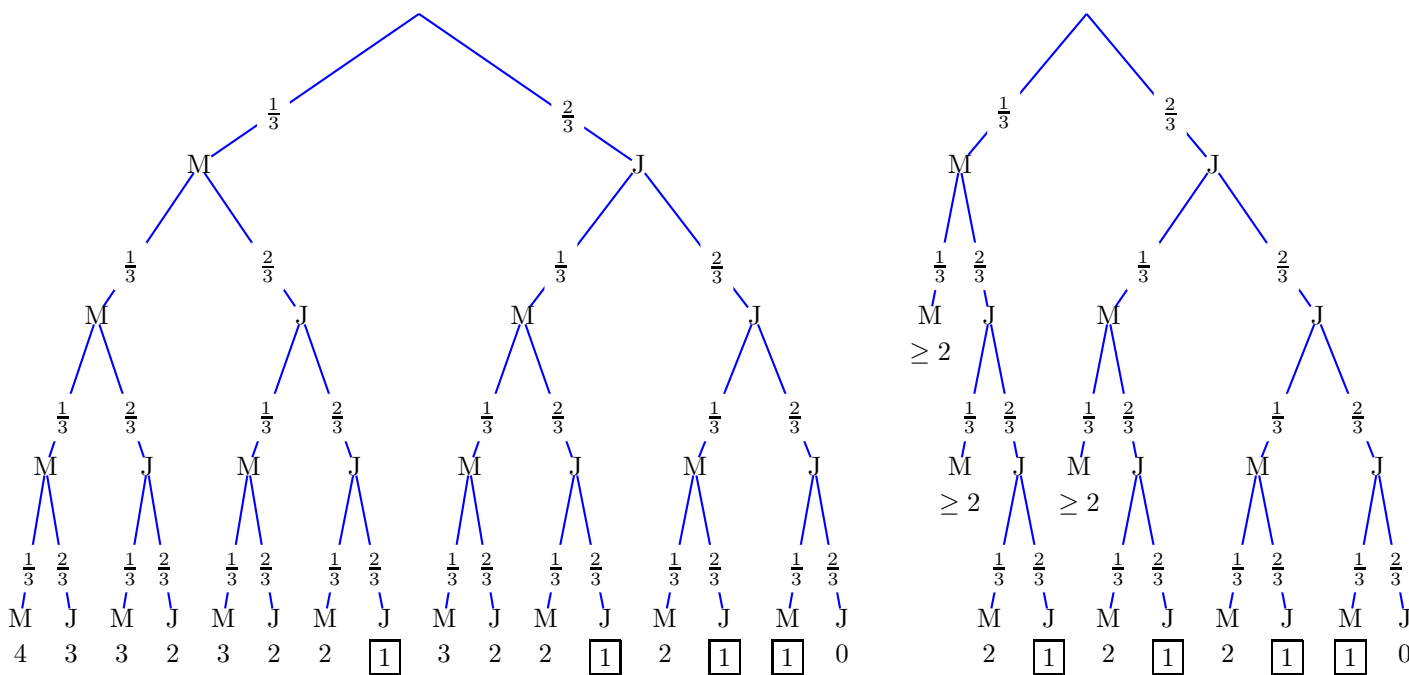 1/3 2/3 1/3 2/3
M J M J
1/3 2/3 1/3 2/3 1/3 2/3 1/3 2/3
M J M J M J M J
≥ 2
1/3 2/3 1/3 2/3 1/3 2/3 1/3 2/3 1/3 2/3 1/3 2/3 1/3 2/3
M J M J M J M J M J M J M J
≥ 2 ≥ 2
1/3 2/3 1/3 2/3 1/3 2/3 1/3 2/3 1/3 2/3 1/3 2/3 1/3 2/3 1/3 2/3 1/3 2/3 1/3 2/3 1/3 2/3 1/3 2/3
M J M J M J M J M J M J M J M J M J M J M J M J
4 3 3 2 3 2 2 1 3 2 2 1 2 1 1 0 2 1 2 1 2 1 1 0